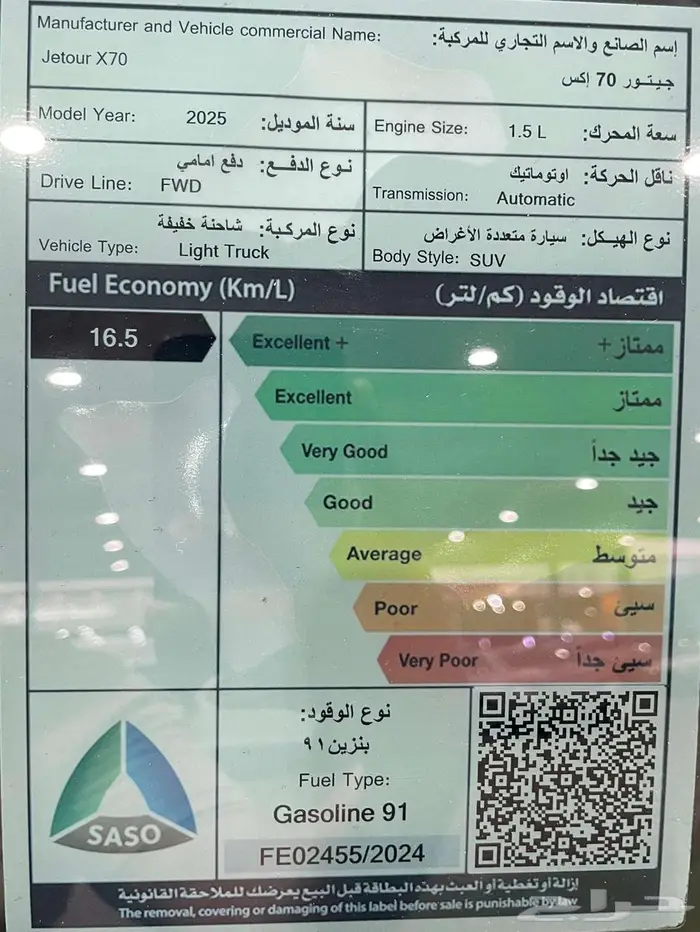 Manufacturer and Vehicle commercial Name: إسم الصانع والاسم التجاري للمركبة:
Jetour X70
جيتور 70 إكس
Model Year: 2025 سنة الموديل:
Engine Size: 1.5 L سعة المحرك:
نوع الدفع: دفع امامي
Drive Line: FWD
ناقل الحركة: اوتوماتيك
Transmission: Automatic
نوع المركبة: شاحنة خفيفة
Vehicle Type: Light Truck
نوع الهيكل: سيارة متعددة الأغراض
Body Style: SUV
Fuel Economy (Km/L) اقتصاد الوقود (كم/لتر)
16.5
Excellent + ممتاز+
Excellent ممتاز
Very Good جيد جداً
Good جيد
Average متوسط
Poor سيئ
Very Poor سيئ جداً
SASO
نوع الوقود:
بنزين ٩١
Fuel Type:
Gasoline 91
FE02455/2024
إزالة أو تغطية أو العبث بهذه البطاقة قبل البيع يعرضك للملاحقة القانونية
The removal, covering or damaging of this label before sale is punishable by law
حراج